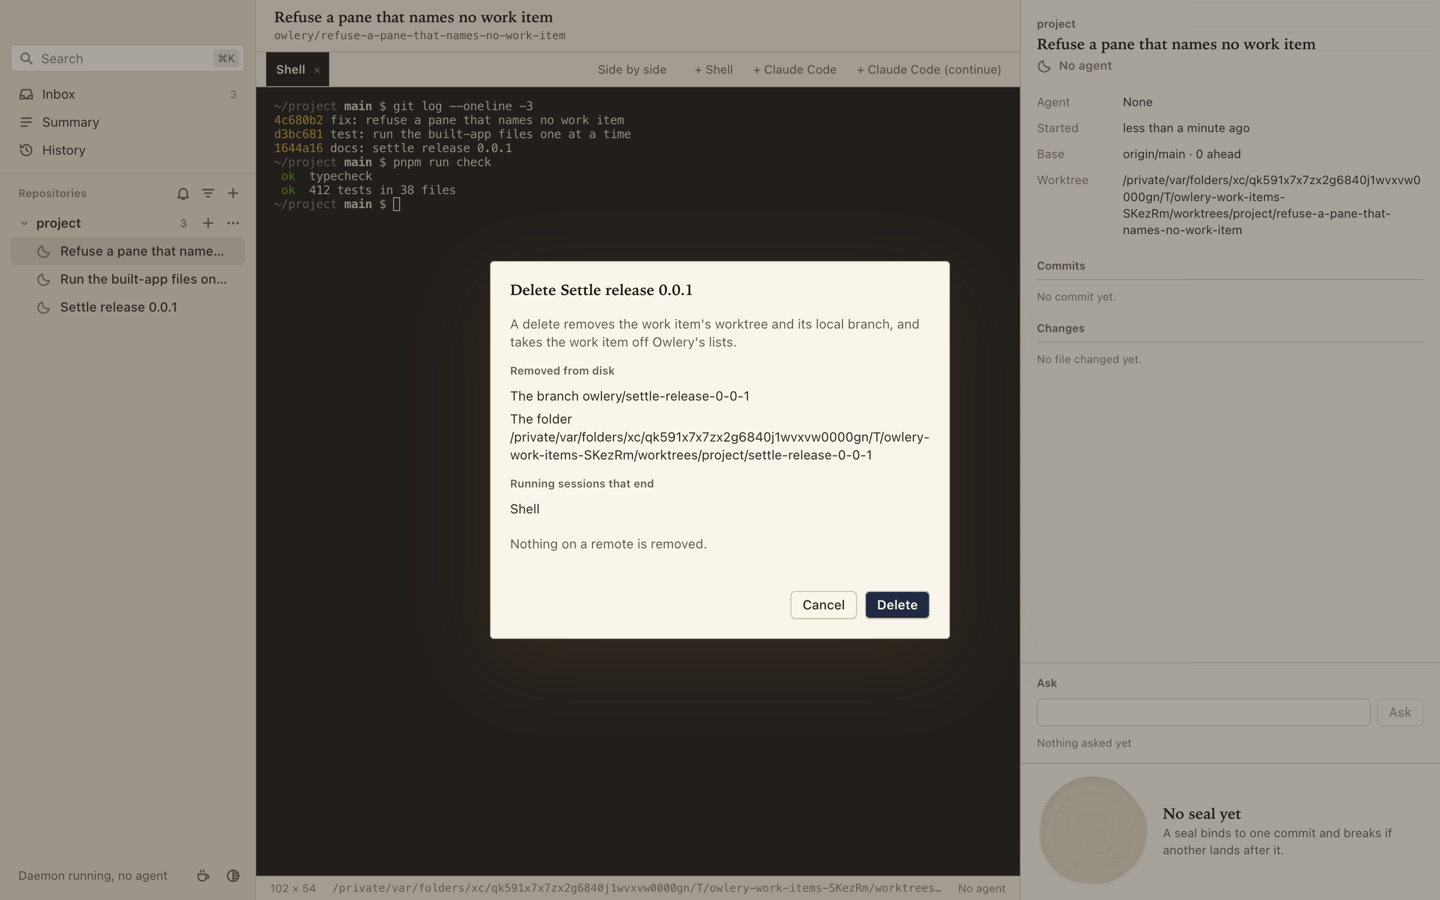 Search ⌘K
Inbox 3
Summary
History
Repositories
project 3
Refuse a pane that name...
Run the built-app files on...
Settle release 0.0.1
Daemon running, no agent
Refuse a pane that names no work item
owlery/refuse-a-pane-that-names-no-work-item
Shell × Side by side + Shell + Claude Code + Claude Code (continue)
~/project main $ git log --oneline -3
4c680b2 fix: refuse a pane that names no work item
d3bc681 test: run the built-app files one at a time
1644a16 docs: settle release 0.0.1
~/project main $ pnpm run check
ok typecheck
ok 412 tests in 38 files
~/project main $
Delete Settle release 0.0.1
A delete removes the work item's worktree and its local branch, and
takes the work item off Owlery's lists.
Removed from disk
The branch owlery/settle-release-0-0-1
The folder
/private/var/folders/xc/qk591x7x7zx2g6840j1wvxvw0000gn/T/owlery-
work-items-SKezRm/worktrees/project/settle-release-0-0-1
Running sessions that end
Shell
Nothing on a remote is removed.
Cancel Delete
102 × 54 /private/var/folders/xc/qk591x7x7zx2g6840j1wvxvw0000gn/T/owlery-work-items-SKezRm/worktrees… No agent
project
Refuse a pane that names no work item
No agent
Agent None
Started less than a minute ago
Base origin/main · 0 ahead
Worktree /private/var/folders/xc/qk591x7x7zx2g6840j1wvxvw0
000gn/T/owlery-work-items-
SKezRm/worktrees/project/refuse-a-pane-that-
names-no-work-item
Commits
No commit yet.
Changes
No file changed yet.
Ask
Ask
Nothing asked yet
No seal yet
A seal binds to one commit and breaks if
another lands after it.